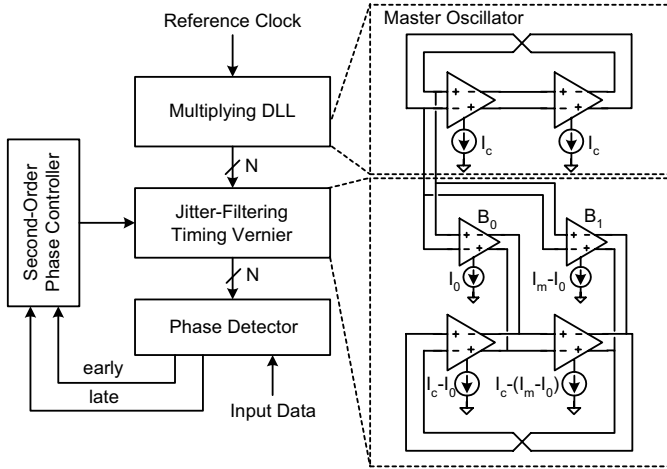 Reference Clock
Master Oscillator
Multiplying DLL
+ − + −
− + − +
I_c
I_c
N
Second-Order
Phase Controller
Jitter-Filtering
Timing Vernier
B_0
B_1
+ − + −
− + − +
I_0
I_m-I_0
N
Phase Detector
+ − + −
− + − +
early
late
I_c-I_0
I_c-(I_m-I_0)
Input Data